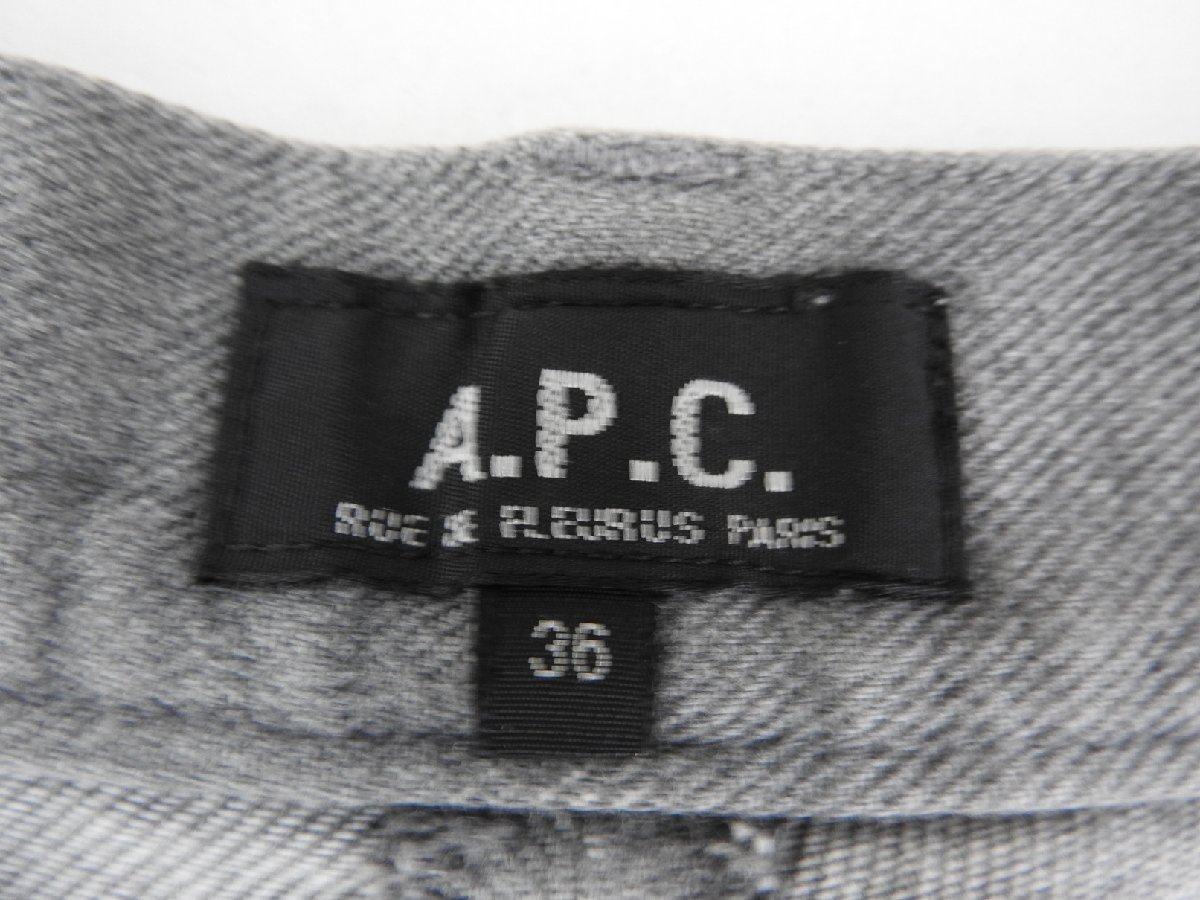 A.P.C.
RUE DE FLEURUS PARIS
36